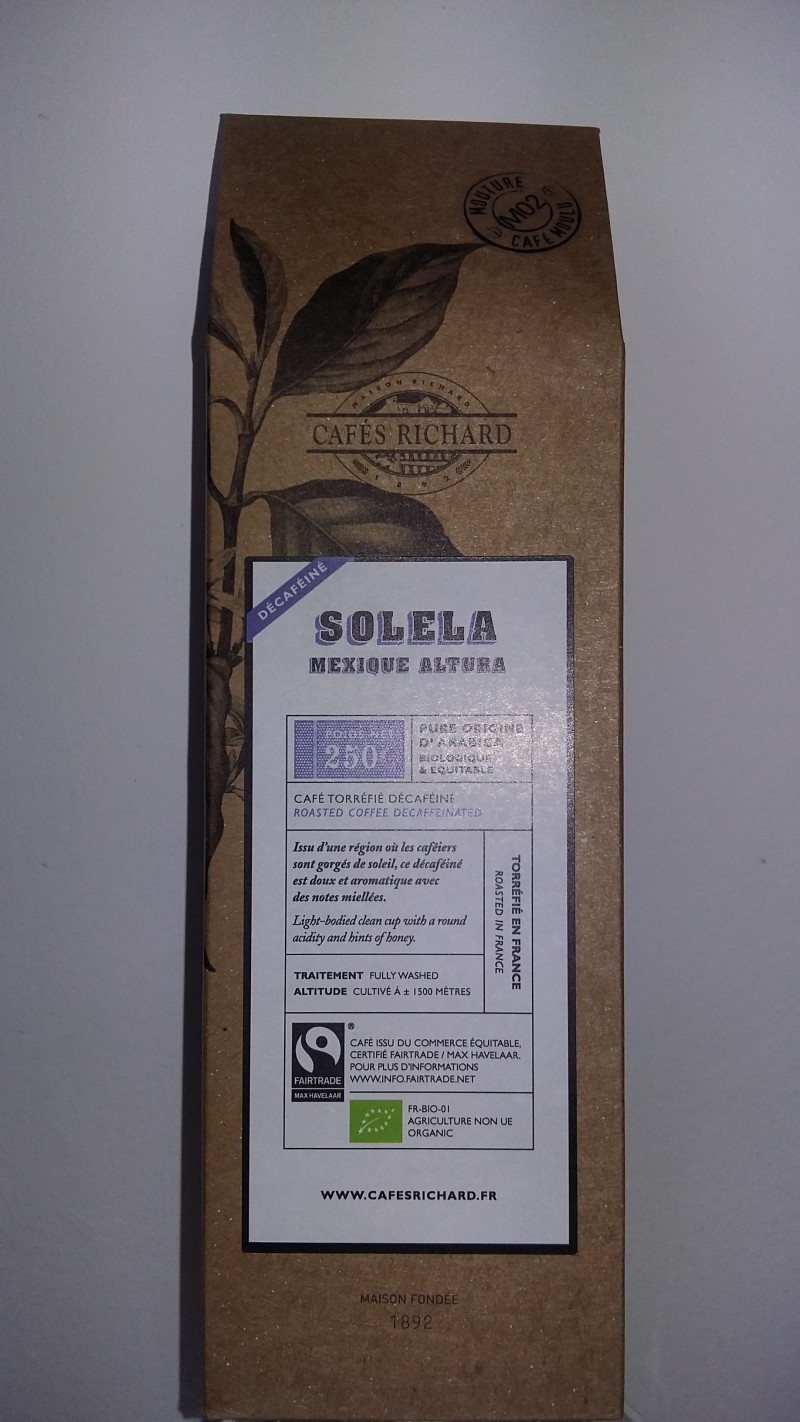 MOUTURE
M02
CAFÉ MOULU
MAISON RICHARD
CAFÉS RICHARD
1892
DÉCAFÉINÉ
SOLELA
MEXIQUE ALTURA
POIDS NET
250G
PURE ORIGINE
D'ARABICA
BIOLOGIQUE
& ÉQUITABLE
CAFÉ TORRÉFIÉ DÉCAFÉINÉ
ROASTED COFFEE DECAFFEINATED
Issu d'une région où les caféiers
sont gorgés de soleil, ce décaféiné
est doux et aromatique avec
des notes miellées.
Light-bodied clean cup with a round
acidity and hints of honey.
TORRÉFIÉ EN FRANCE
ROASTED IN FRANCE
TRAITEMENT FULLY WASHED
ALTITUDE CULTIVÉ À ± 1500 MÈTRES
FAIRTRADE
MAX HAVELAAR
®
CAFÉ ISSU DU COMMERCE ÉQUITABLE,
CERTIFIÉ FAIRTRADE / MAX HAVELAAR.
POUR PLUS D'INFORMATIONS
WWW.INFO.FAIRTRADE.NET
FR-BIO-01
AGRICULTURE NON UE
ORGANIC
WWW.CAFESRICHARD.FR
MAISON FONDÉE
1892